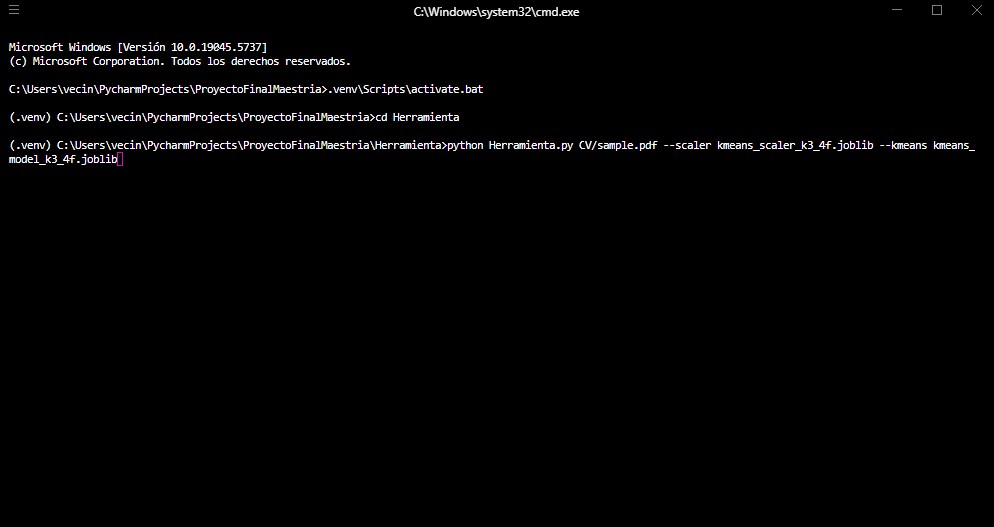 C:\Windows\system32\cmd.exe
Microsoft Windows [Versión 10.0.19045.5737]
(c) Microsoft Corporation. Todos los derechos reservados.
C:\Users\vecin\PycharmProjects\ProyectoFinalMaestria>.venv\Scripts\activate.bat
(.venv) C:\Users\vecin\PycharmProjects\ProyectoFinalMaestria>cd Herramienta
(.venv) C:\Users\vecin\PycharmProjects\ProyectoFinalMaestria\Herramienta>python Herramienta.py CV/sample.pdf --scaler kmeans_scaler_k3_4f.joblib --kmeans kmeans_
model_k3_4f.joblib